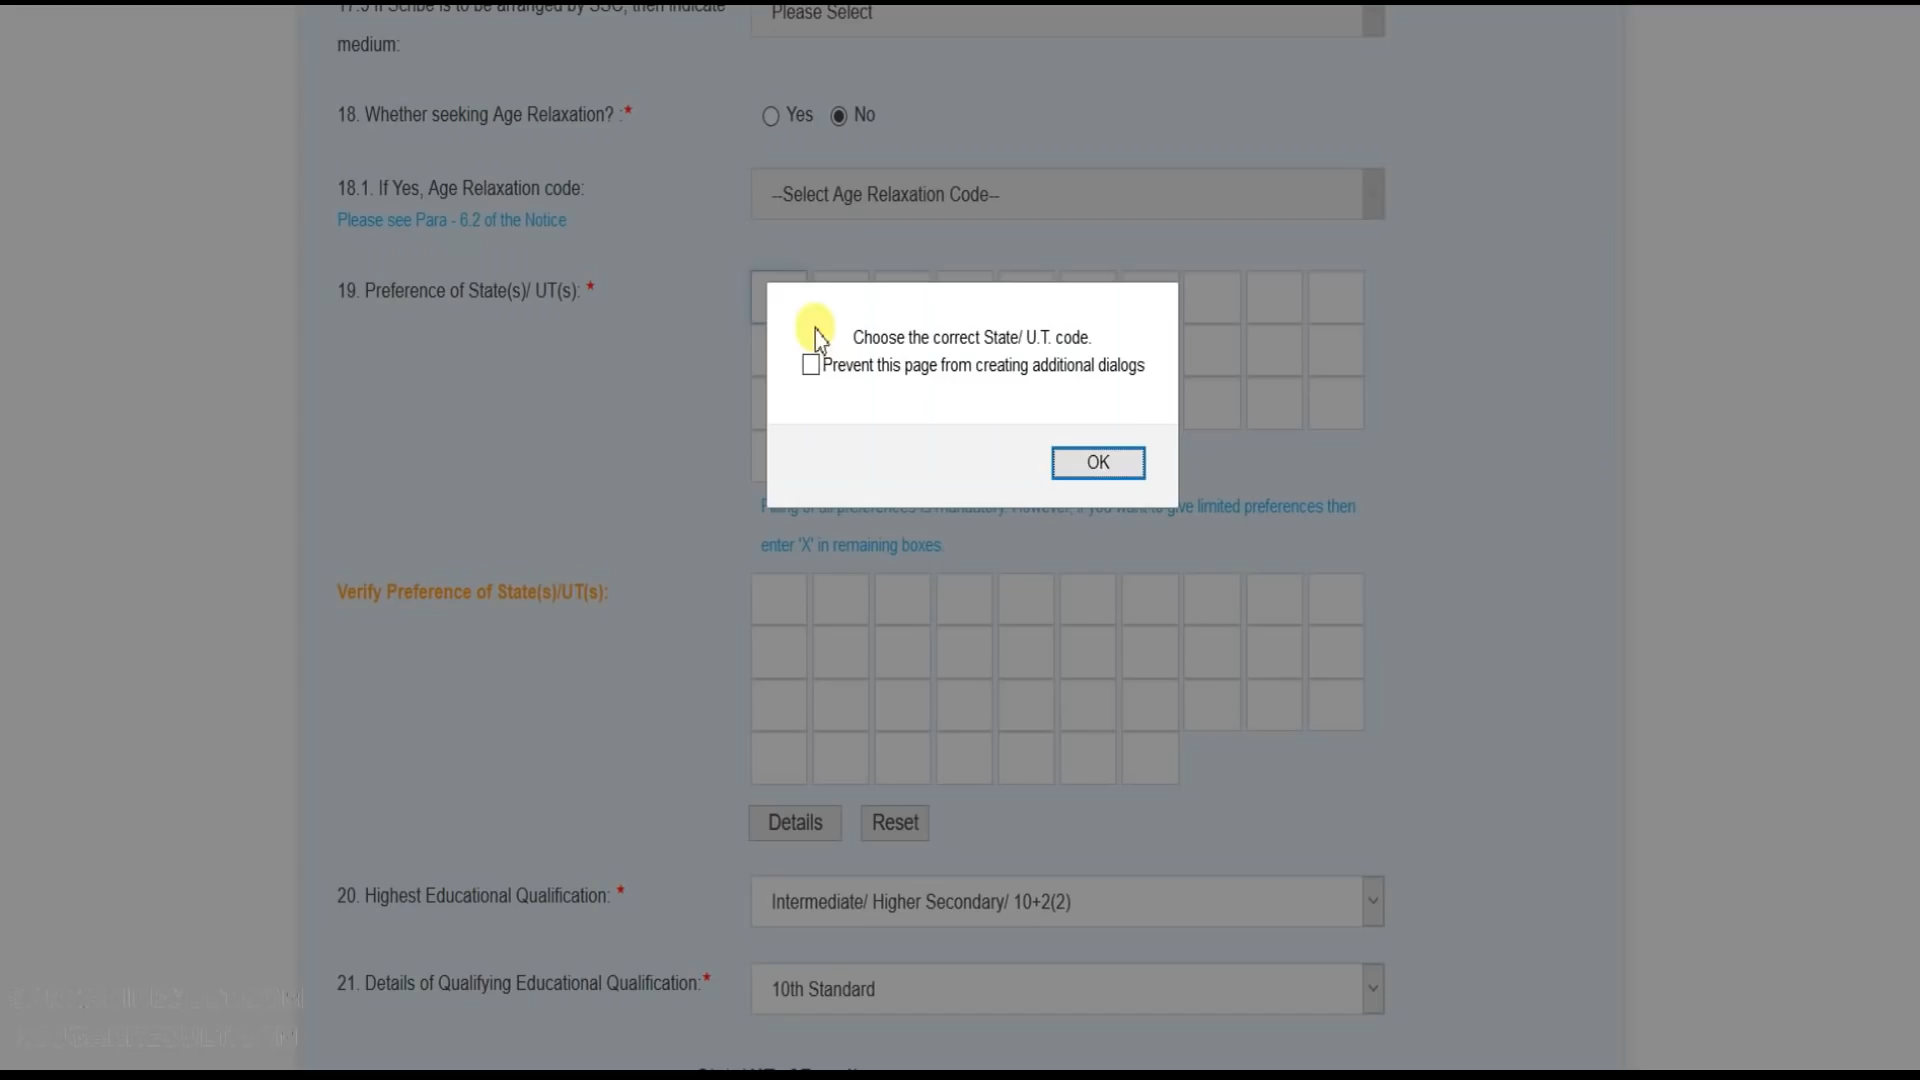 17.3 If Scribe is to be arranged by SSC, then indicate
medium:
Please Select
18. Whether seeking Age Relaxation? :*
Yes No
18.1. If Yes, Age Relaxation code:
Please see Para - 6.2 of the Notice
--Select Age Relaxation Code--
19. Preference of State(s)/ UT(s): *
Choose the correct State/ U.T. code.
Prevent this page from creating additional dialogs
OK
Filling of all preferences is mandatory. However, if you want to give limited preferences then
enter 'X' in remaining boxes.
Verify Preference of State(s)/UT(s):
Details Reset
20. Highest Educational Qualification: *
Intermediate/ Higher Secondary/ 10+2(2)
21. Details of Qualifying Educational Qualification:*
10th Standard